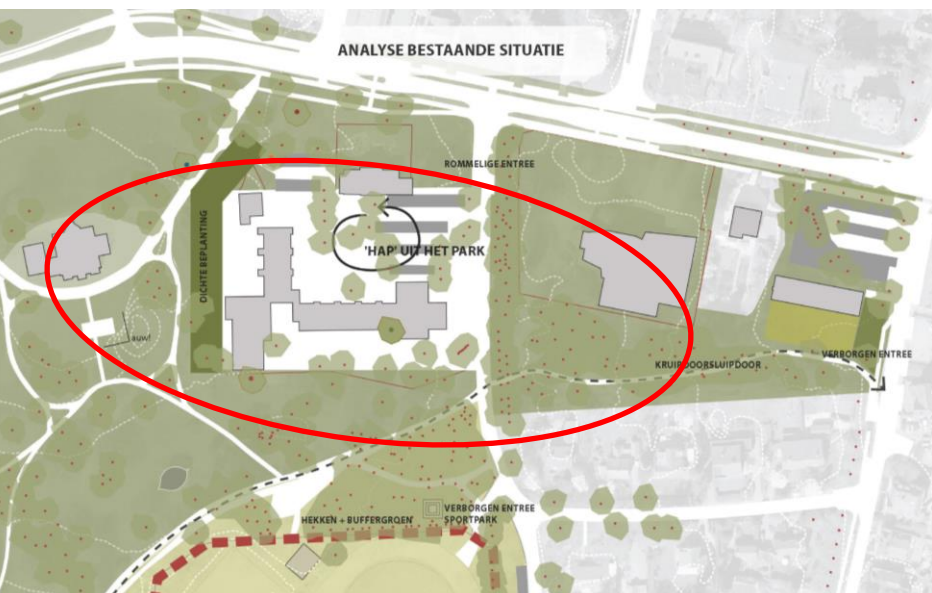 ANALYSE BESTAANDE SITUATIE
ROMMELIGE ENTREE
DICHTE BEPLANTING
'HAP' UIT HET PARK
auw!
KRUIPDOORSLUIPDOOR
VERBORGEN ENTREE
VERBORGEN ENTREE
SPORTPARK
HEKKEN + BUFFERGROEN